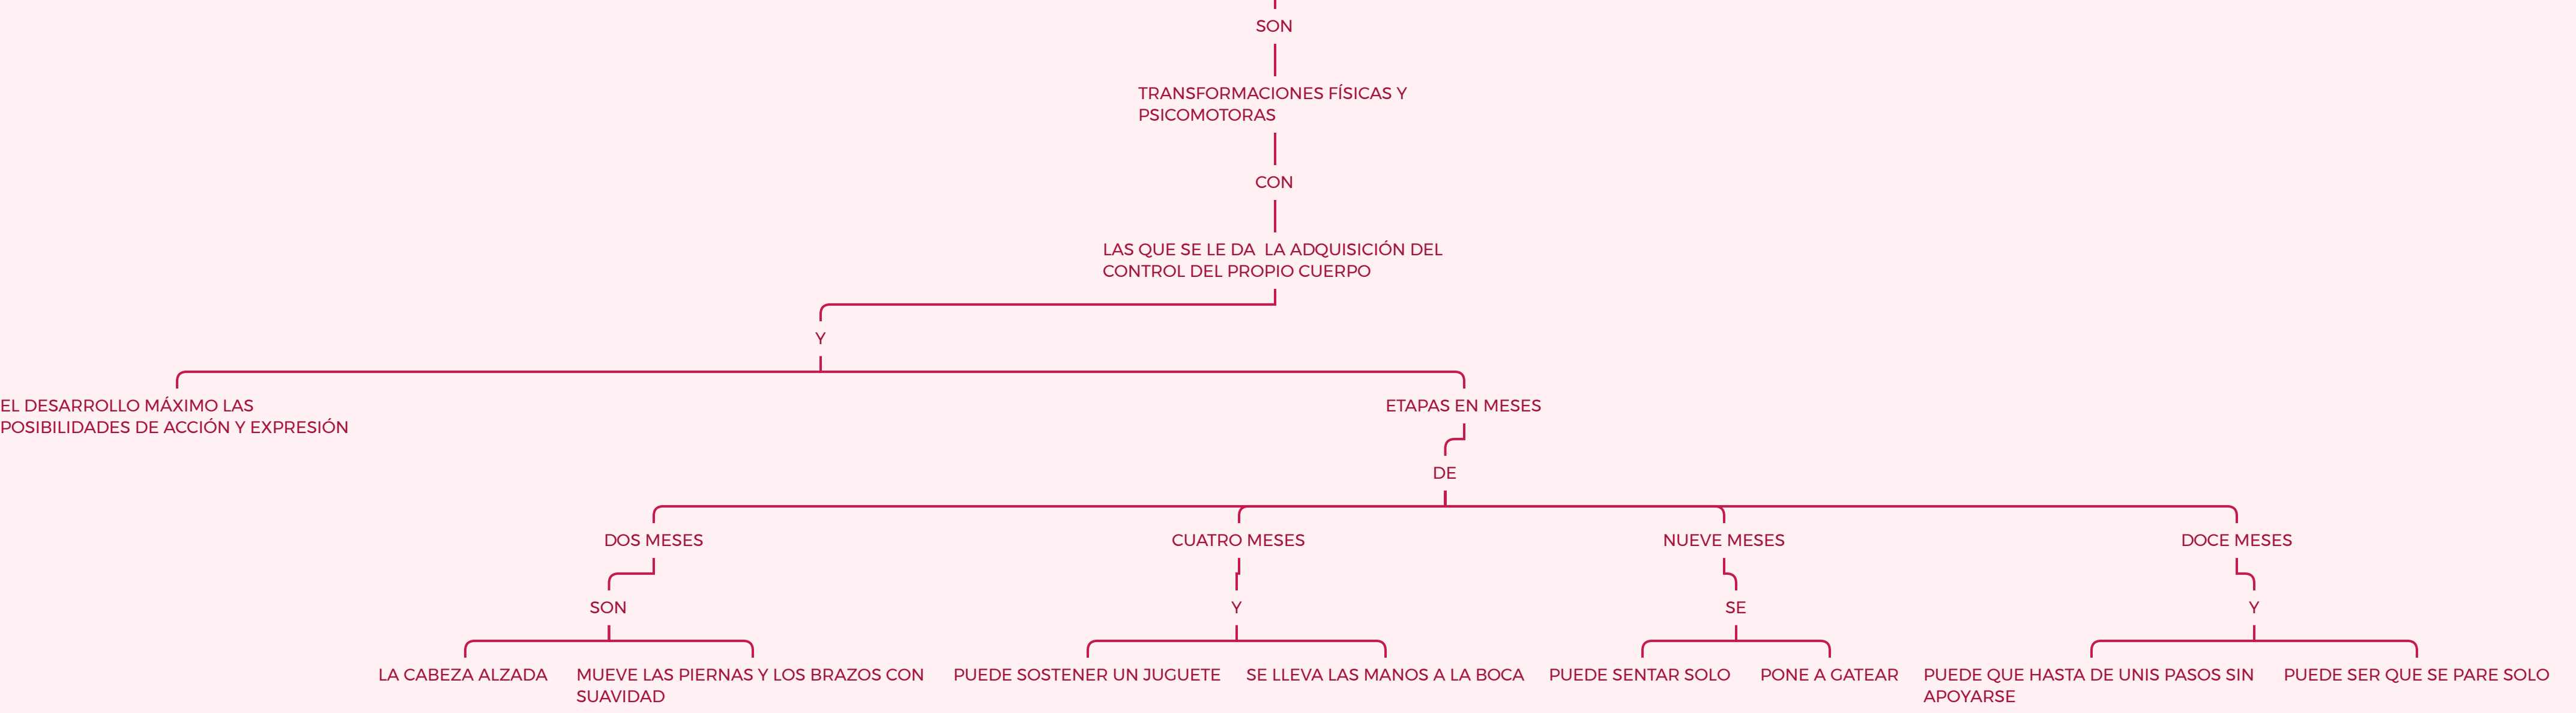 SON
TRANSFORMACIONES FÍSICAS Y
PSICOMOTORAS
CON
LAS QUE SE LE DA  LA ADQUISICIÓN DEL
CONTROL DEL PROPIO CUERPO
Y
EL DESARROLLO MÁXIMO LAS
POSIBILIDADES DE ACCIÓN Y EXPRESIÓN
ETAPAS EN MESES
DE
DOS MESES
CUATRO MESES
NUEVE MESES
DOCE MESES
SON
Y
SE
Y
LA CABEZA ALZADA
MUEVE LAS PIERNAS Y LOS BRAZOS CON
SUAVIDAD
PUEDE SOSTENER UN JUGUETE
SE LLEVA LAS MANOS A LA BOCA
PUEDE SENTAR SOLO
PONE A GATEAR
PUEDE QUE HASTA DE UNIS PASOS SIN
APOYARSE
PUEDE SER QUE SE PARE SOLO